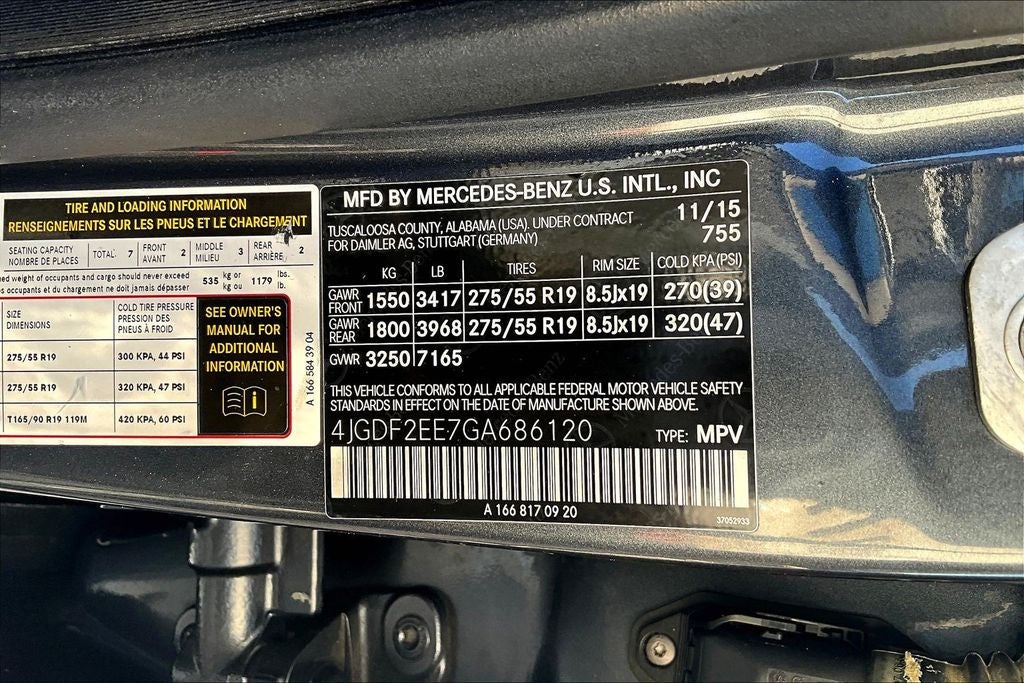 TIRE AND LOADING INFORMATION
RENSEIGNEMENTS SUR LES PNEUS ET LE CHARGEMENT
SEATING CAPACITY TOTAL: 7 FRONT 2 MIDDLE 3 REAR 2
NOMBRE DE PLACES AVANT MILIEU ARRIÈRE
weight of occupants and cargo should never exceed 535 kg or 1179 lbs.
occupants et du chargement ne doit jamais dépasser kg ou lb.
SIZE COLD TIRE PRESSURE
DIMENSIONS PRESSION DES
PNEUS À FROID
275/55 R19 300 KPA, 44 PSI
275/55 R19 320 KPA, 47 PSI
T165/90 R19 119M 420 KPA, 60 PSI
SEE OWNER'S
MANUAL FOR
ADDITIONAL
INFORMATION
i
A 166 584 39 04
MFD BY MERCEDES-BENZ U.S. INTL., INC
TUSCALOOSA COUNTY, ALABAMA (USA). UNDER CONTRACT 11/15
FOR DAIMLER AG, STUTTGART (GERMANY) 755
KG LB TIRES RIM SIZE COLD KPA(PSI)
GAWR FRONT 1550 3417 275/55 R19 8.5Jx19 270(39)
GAWR REAR 1800 3968 275/55 R19 8.5Jx19 320(47)
GVWR 3250 7165
THIS VEHICLE CONFORMS TO ALL APPLICABLE FEDERAL MOTOR VEHICLE SAFETY
STANDARDS IN EFFECT ON THE DATE OF MANUFACTURE SHOWN ABOVE.
4JGDF2EE7GA686120 TYPE: MPV
A 166 817 09 20
37052933